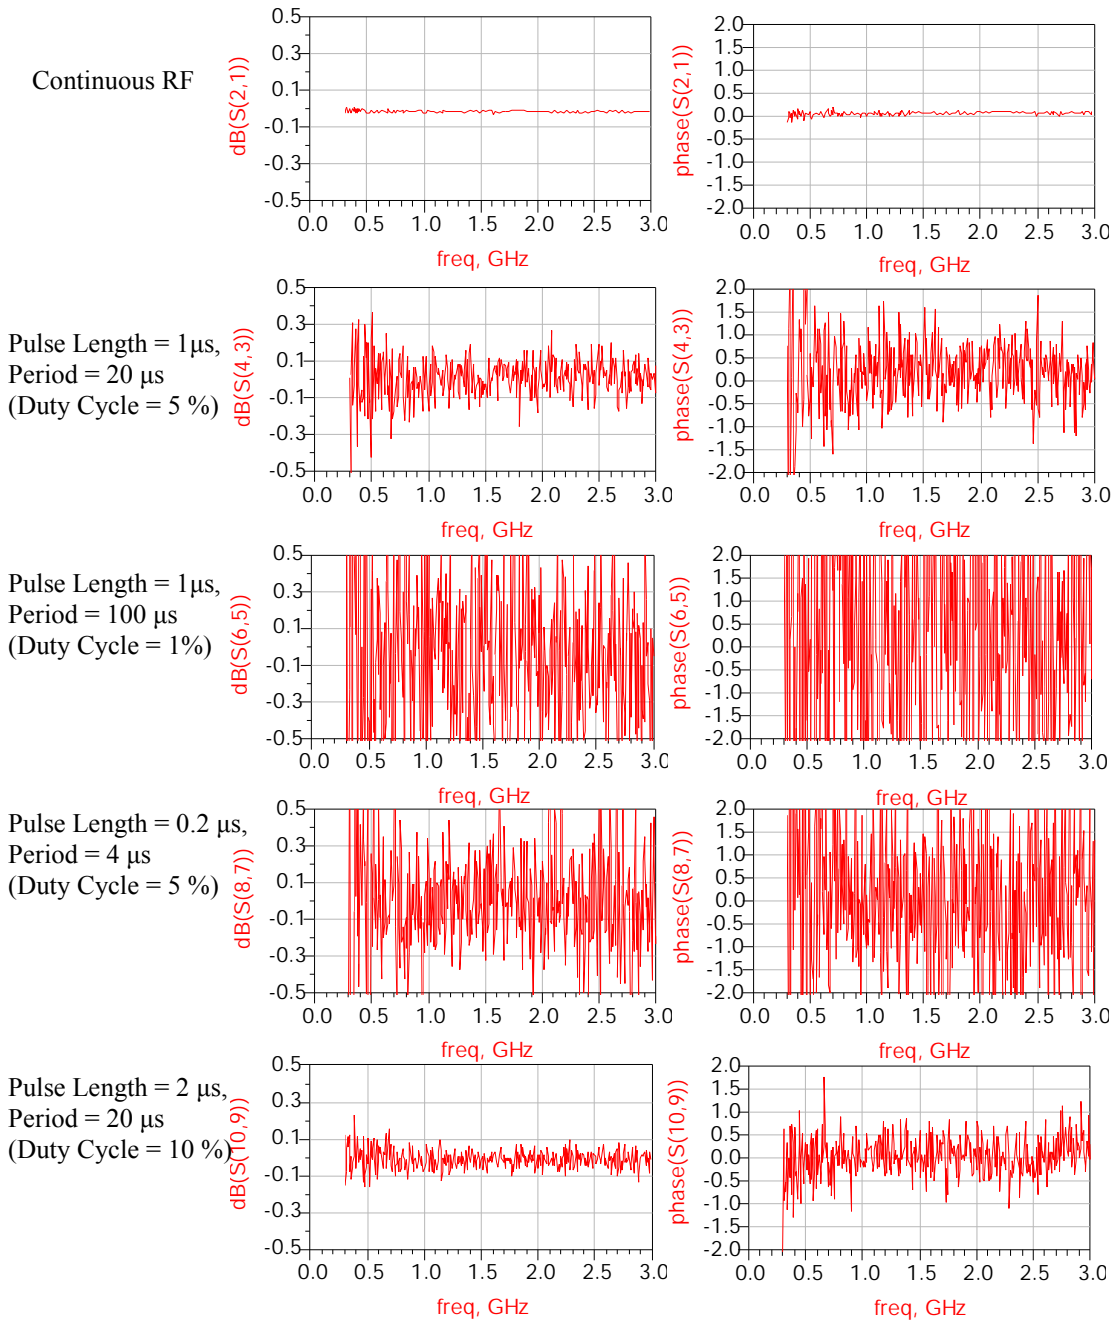 Continuous RF
dB(S(2,1))
0.5
0.3
0.1
-0.1
-0.3
-0.5
0.0 0.5 1.0 1.5 2.0 2.5 3.0
freq, GHz
phase(S(2,1))
2.0
1.5
1.0
0.5
0.0
-0.5
-1.0
-1.5
-2.0
0.0 0.5 1.0 1.5 2.0 2.5 3.0
freq, GHz
Pulse Length = 1μs,
Period = 20 μs
(Duty Cycle = 5 %)
dB(S(4,3))
0.5
0.3
0.1
-0.1
-0.3
-0.5
0.0 0.5 1.0 1.5 2.0 2.5 3.0
freq, GHz
phase(S(4,3))
2.0
1.5
1.0
0.5
0.0
-0.5
-1.0
-1.5
-2.0
0.0 0.5 1.0 1.5 2.0 2.5 3.0
freq, GHz
Pulse Length = 1μs,
Period = 100 μs
(Duty Cycle = 1%)
dB(S(6,5))
0.5
0.3
0.1
-0.1
-0.3
-0.5
0.0 0.5 1.0 1.5 2.0 2.5 3.0
freq, GHz
phase(S(6,5))
2.0
1.5
1.0
0.5
0.0
-0.5
-1.0
-1.5
-2.0
0.0 0.5 1.0 1.5 2.0 2.5 3.0
freq, GHz
Pulse Length = 0.2 μs,
Period = 4 μs
(Duty Cycle = 5 %)
dB(S(8,7))
0.5
0.3
0.1
-0.1
-0.3
-0.5
0.0 0.5 1.0 1.5 2.0 2.5 3.0
freq, GHz
phase(S(8,7))
2.0
1.5
1.0
0.5
0.0
-0.5
-1.0
-1.5
-2.0
0.0 0.5 1.0 1.5 2.0 2.5 3.0
freq, GHz
Pulse Length = 2 μs,
Period = 20 μs
(Duty Cycle = 10 %)
dB(S(10,9))
0.5
0.3
0.1
-0.1
-0.3
-0.5
0.0 0.5 1.0 1.5 2.0 2.5 3.0
freq, GHz
phase(S(10,9))
2.0
1.5
1.0
0.5
0.0
-0.5
-1.0
-1.5
-2.0
0.0 0.5 1.0 1.5 2.0 2.5 3.0
freq, GHz